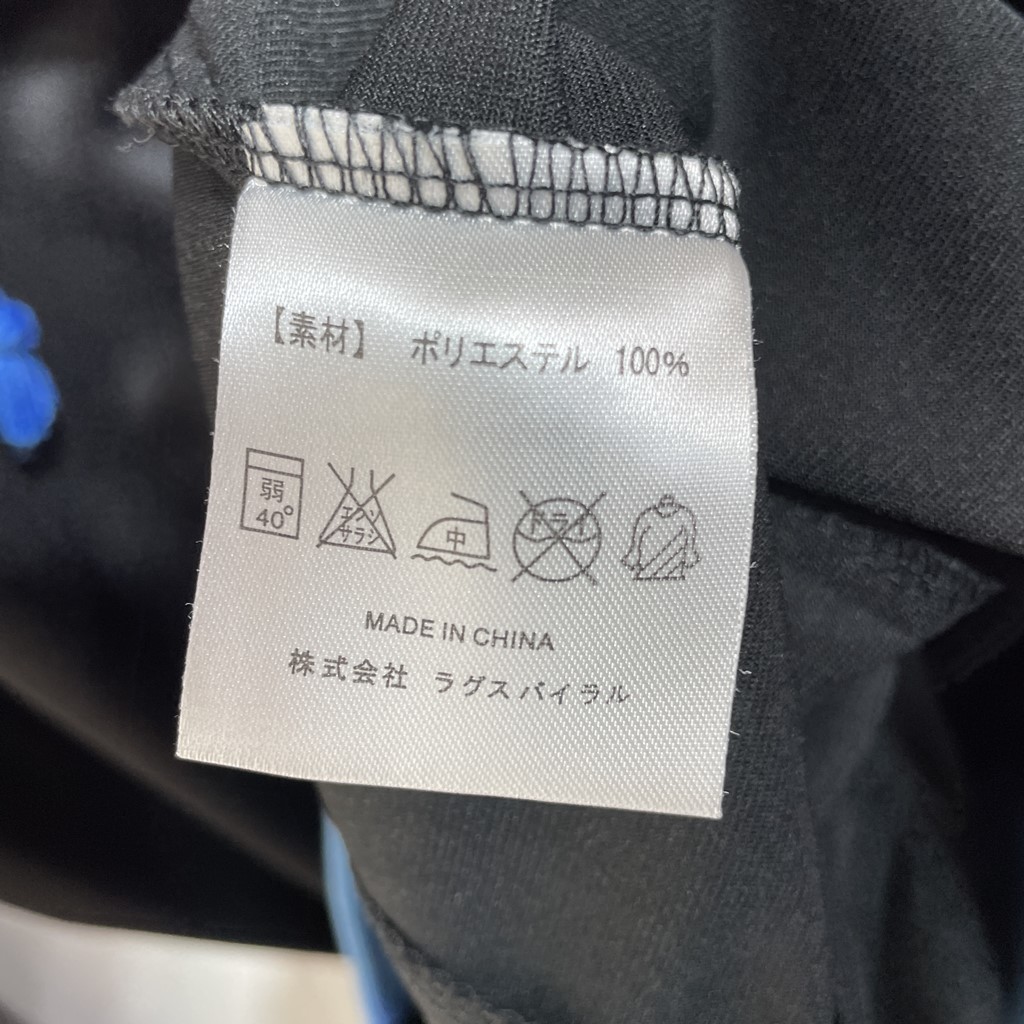 【素材】 ポリエステル 100%
弱 40° エンソ サラシ 中 ドライ
MADE IN CHINA
株式会社 ラグスバイラル